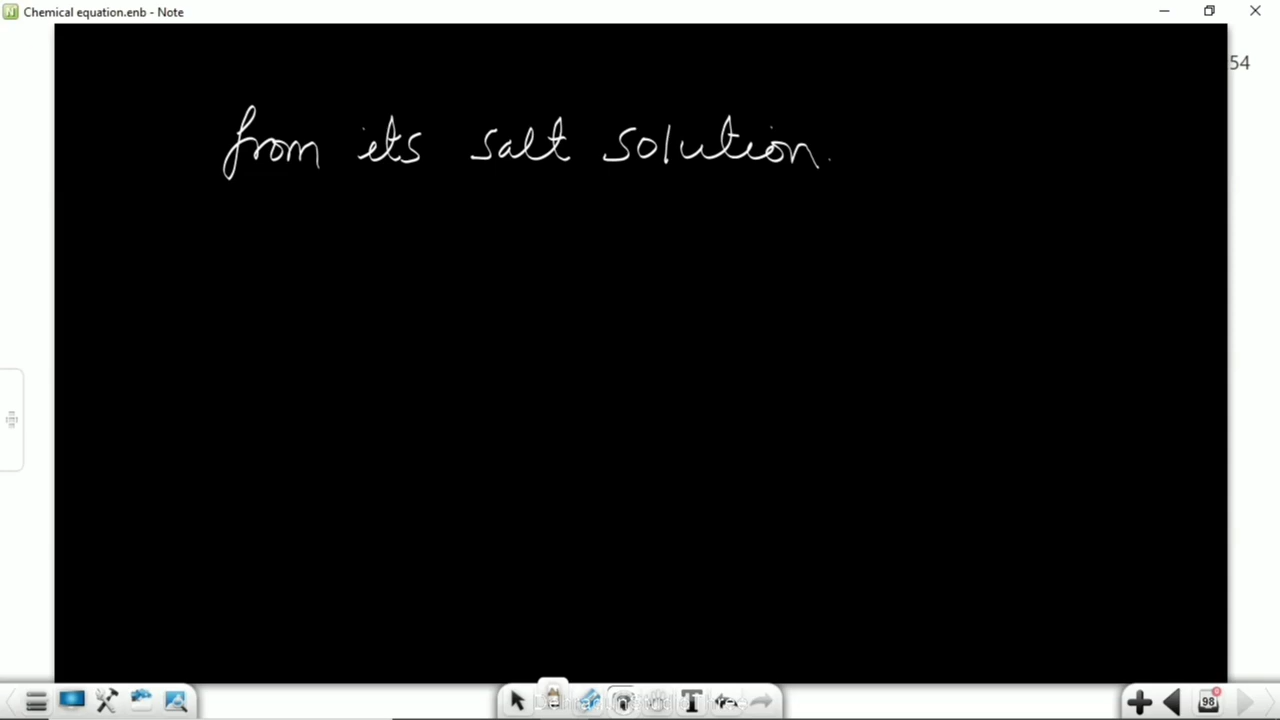 Chemical equation.enb - Note
54
from its salt solution.
98